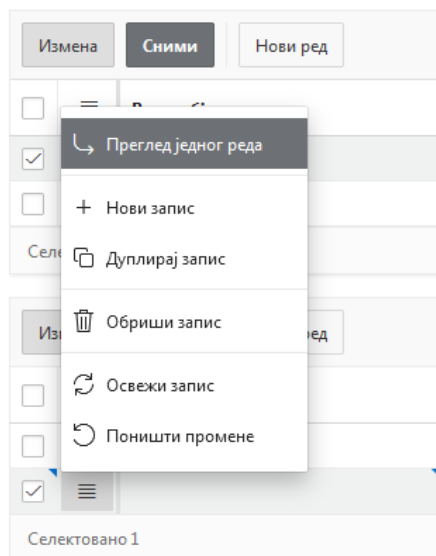 Измена Сними Нови ред
Преглед једног реда
Нови запис
Дуплирај запис
Обриши запис
Освежи запис
Поништи промене
Селектовано 1